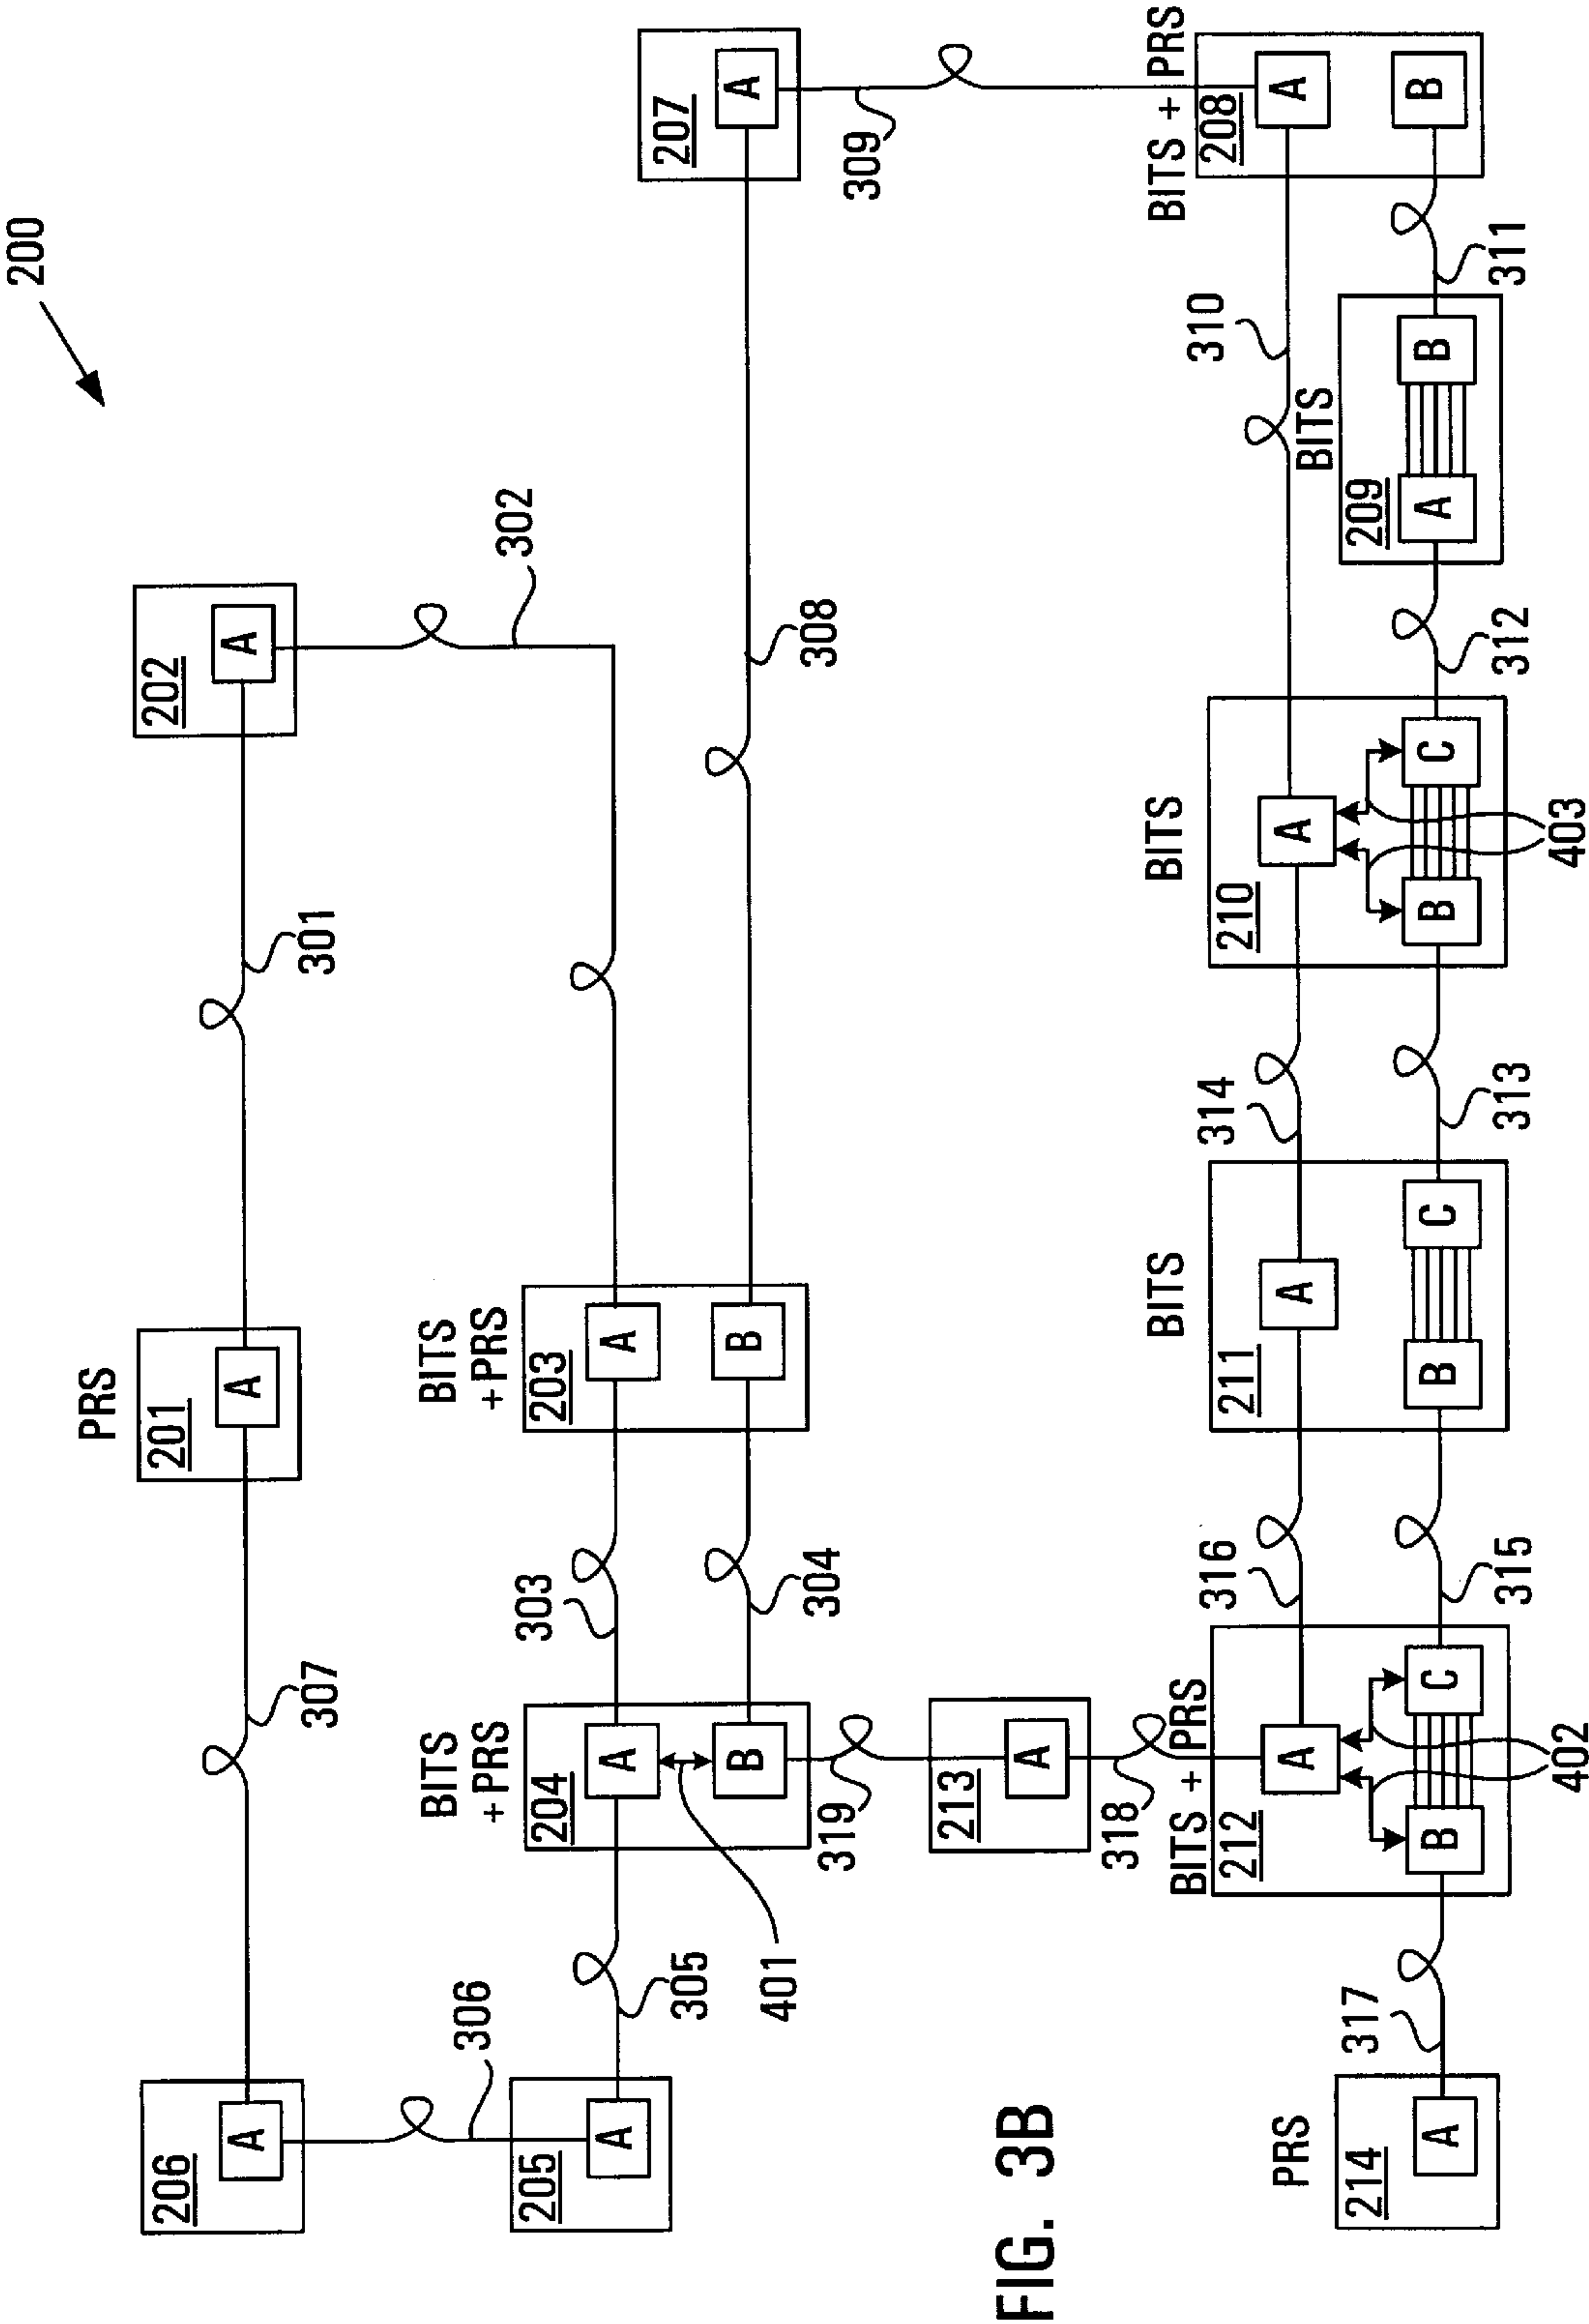 200
202
A
302
301
PRS
201
A
307
206
A
306
205
A
305
BITS
+PRS
203
A
B
303
304
BITS
+PRS
204
A
B
401
308
207
A
309
BITS + PRS
208
A
B
310
311
BITS
209
A
B
312
BITS
210
A
B
C
403
314
313
BITS
211
A
B
C
316
315
BITS + PRS
212
A
B
C
402
319
213
A
318
317
PRS
214
A
FIG. 3B